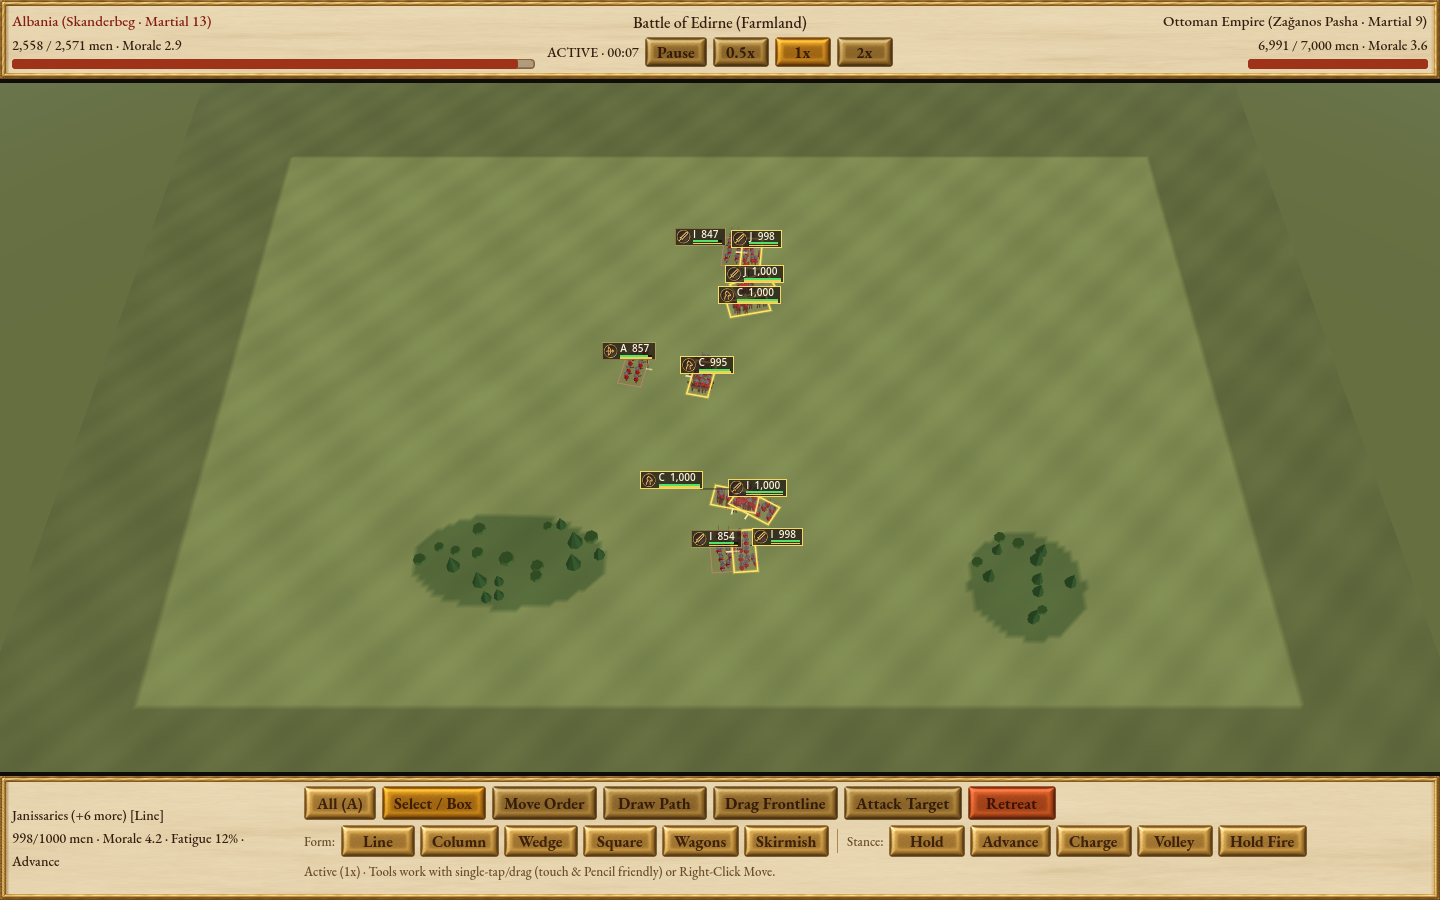 Albania (Skanderbeg · Martial 13)
2,558 / 2,571 men · Morale 2.9
Battle of Edirne (Farmland)
ACTIVE · 00:07
Pause
0.5x
1x
2x
Ottoman Empire (Zağanos Pasha · Martial 9)
6,991 / 7,000 men · Morale 3.6
I 847
J 998
J 1,000
C 1,000
A 857
C 995
C 1,000
I 1,000
I 854
I 998
Janissaries (+6 more) [Line]
998/1000 men · Morale 4.2 · Fatigue 12% ·
Advance
All (A)
Select / Box
Move Order
Draw Path
Drag Frontline
Attack Target
Retreat
Form:
Line
Column
Wedge
Square
Wagons
Skirmish
Stance:
Hold
Advance
Charge
Volley
Hold Fire
Active (1x) · Tools work with single-tap/drag (touch & Pencil friendly) or Right-Click Move.